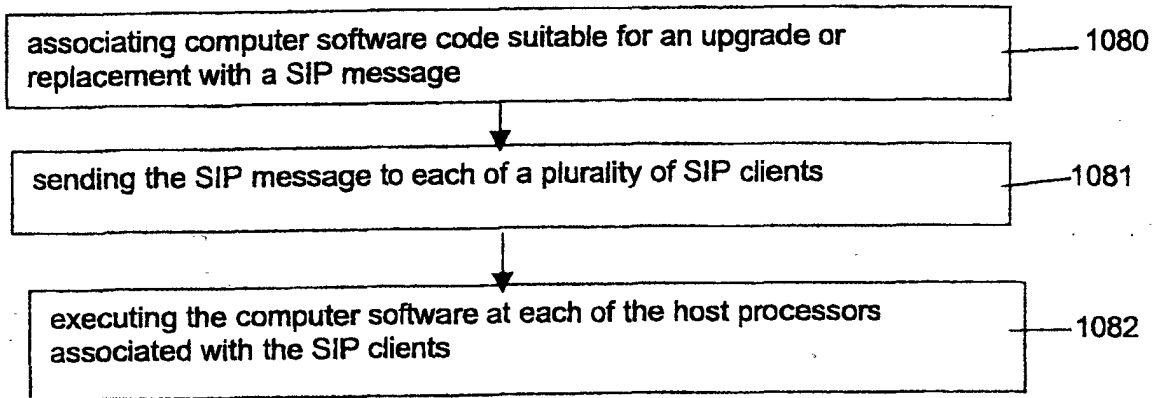 associating computer software code suitable for an upgrade or
replacement with a SIP message
1080
sending the SIP message to each of a plurality of SIP clients
1081
executing the computer software at each of the host processors
associated with the SIP clients
1082